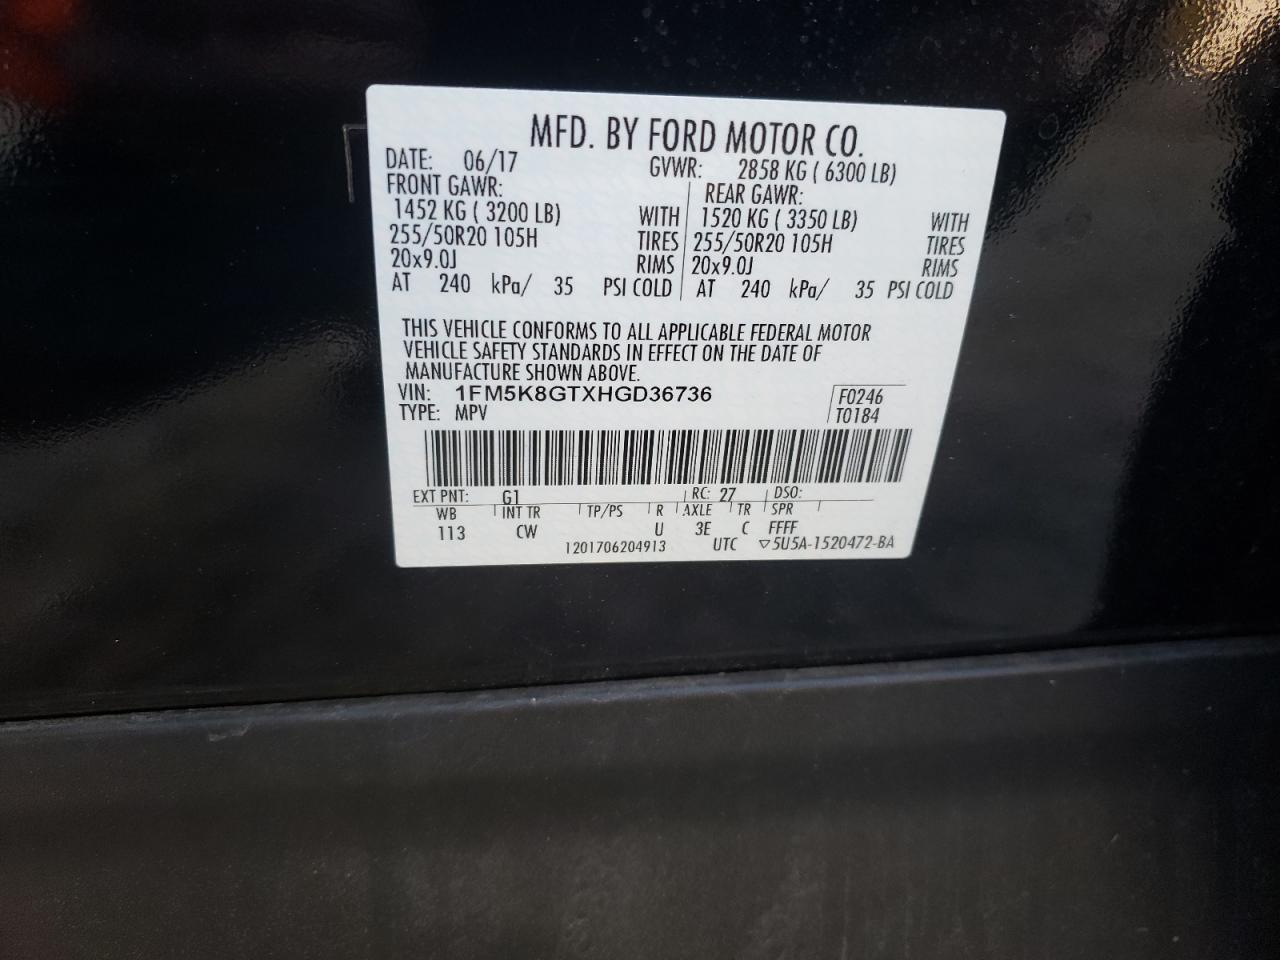 MFD. BY FORD MOTOR CO.
DATE: 06/17 GVWR: 2858 KG ( 6300 LB)
FRONT GAWR: REAR GAWR:
1452 KG ( 3200 LB) WITH 1520 KG ( 3350 LB) WITH
255/50R20 105H TIRES 255/50R20 105H TIRES
20x9.0J RIMS 20x9.0J RIMS
AT 240 kPa/ 35 PSI COLD AT 240 kPa/ 35 PSI COLD
THIS VEHICLE CONFORMS TO ALL APPLICABLE FEDERAL MOTOR
VEHICLE SAFETY STANDARDS IN EFFECT ON THE DATE OF
MANUFACTURE SHOWN ABOVE.
VIN: 1FM5K8GTXHGD36736 F0246
TYPE: MPV T0184
EXT PNT: G1 RC: 27 DSO:
WB INT TR TP/PS R AXLE TR SPR
113 CW U 3E C FFFF
1201706204913 UTC ▽5U5A-1520472-BA